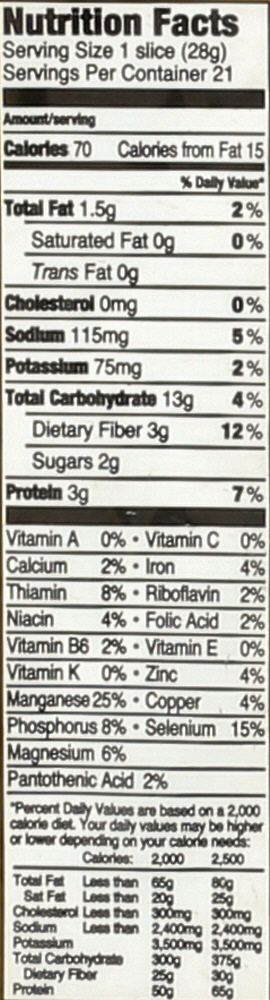 Nutrition Facts
Serving Size 1 slice (28g)
Servings Per Container 21
Amount/serving
Calories 70 Calories from Fat 15
% Daily Value*
Total Fat 1.5g 2%
Saturated Fat 0g 0%
Trans Fat 0g
Cholesterol 0mg 0%
Sodium 115mg 5%
Potassium 75mg 2%
Total Carbohydrate 13g 4%
Dietary Fiber 3g 12%
Sugars 2g
Protein 3g 7%
Vitamin A 0% • Vitamin C 0%
Calcium 2% • Iron 4%
Thiamin 8% • Riboflavin 2%
Niacin 4% • Folic Acid 2%
Vitamin B6 2% • Vitamin E 0%
Vitamin K 0% • Zinc 4%
Manganese 25% • Copper 4%
Phosphorus 8% • Selenium 15%
Magnesium 6%
Pantothenic Acid 2%
*Percent Daily Values are based on a 2,000
calorie diet. Your daily values may be higher
or lower depending on your calorie needs:
Calories: 2,000 2,500
Total Fat Less than 65g 80g
Sat Fat Less than 20g 25g
Cholesterol Less than 300mg 300mg
Sodium Less than 2,400mg 2,400mg
Potassium 3,500mg 3,500mg
Total Carbohydrate 300g 375g
Dietary Fiber 25g 30g
Protein 50g 65g